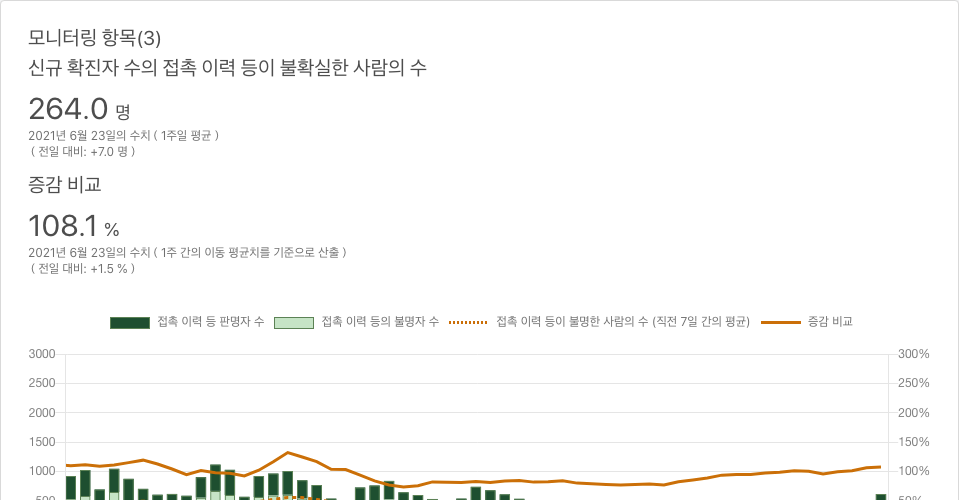 모니터링 항목(3)
신규 확진자 수의 접촉 이력 등이 불확실한 사람의 수
264.0 명
2021년 6월 23일의 수치 ( 1주일 평균 )
( 전일 대비: +7.0 명 )
증감 비교
108.1 %
2021년 6월 23일의 수치 ( 1주 간의 이동 평균치를 기준으로 산출 )
( 전일 대비: +1.5 % )
접촉 이력 등 판명자 수 접촉 이력 등의 불명자 수 접촉 이력 등이 불명한 사람의 수 (직전 7일 간의 평균) 증감 비교
3000 300%
2500 250%
2000 200%
1500 150%
1000 100%
500 50%